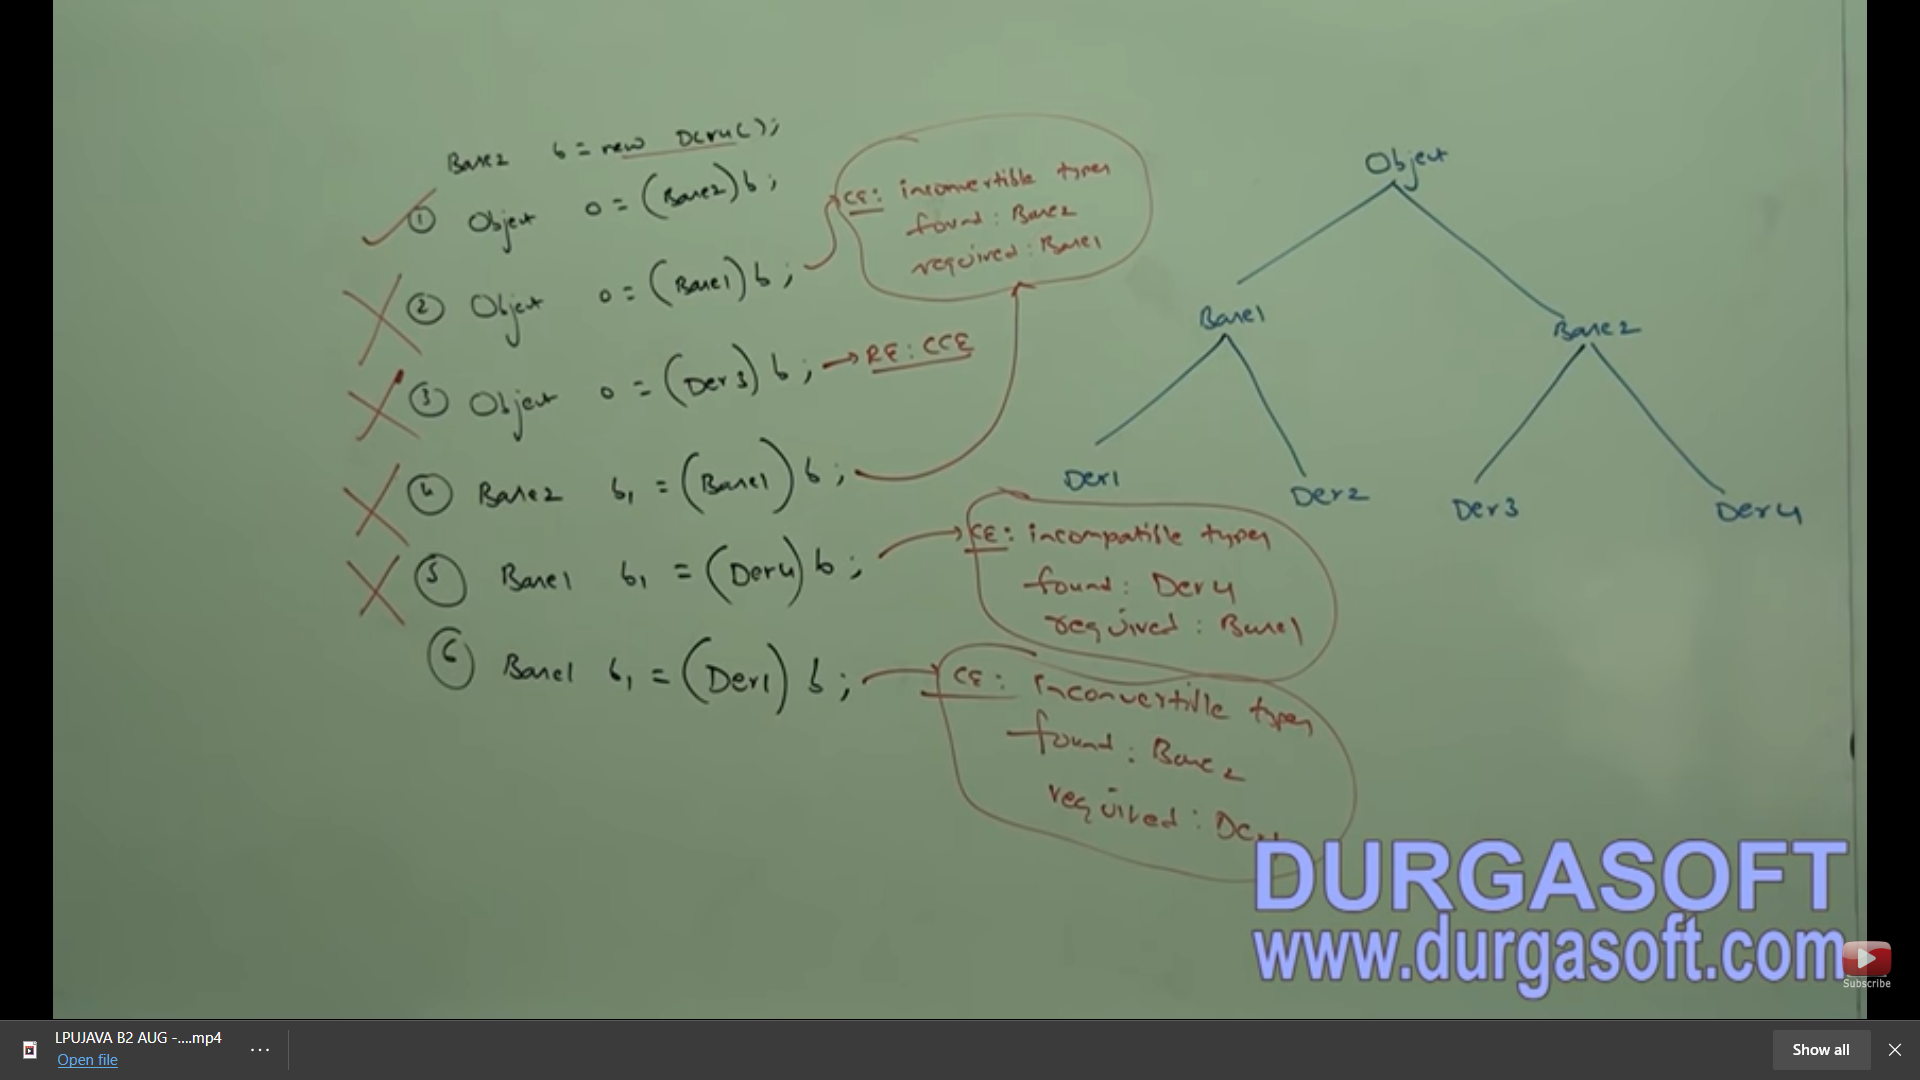 Base2 b = new Der4();
① Object o = (Base2) b;
② Object o = (Base1) b;
③ Object o = (Der3) b; → RE: CCE
④ Base2 b1 = (Base1) b;
⑤ Base1 b1 = (Der4) b;
⑥ Base1 b1 = (Der1) b;
CE: inconvertible types
found: Base2
required: Base1
CE: incompatible types
found: Der4
required: Base1
CE: inconvertible types
found: Base2
required:
Object
Base1
Base2
Der1
Der2
Der3
Der4
DURGASOFT
www.durgasoft.com
Subscribe
LPUJAVA B2 AUG -....mp4
Open file
Show all